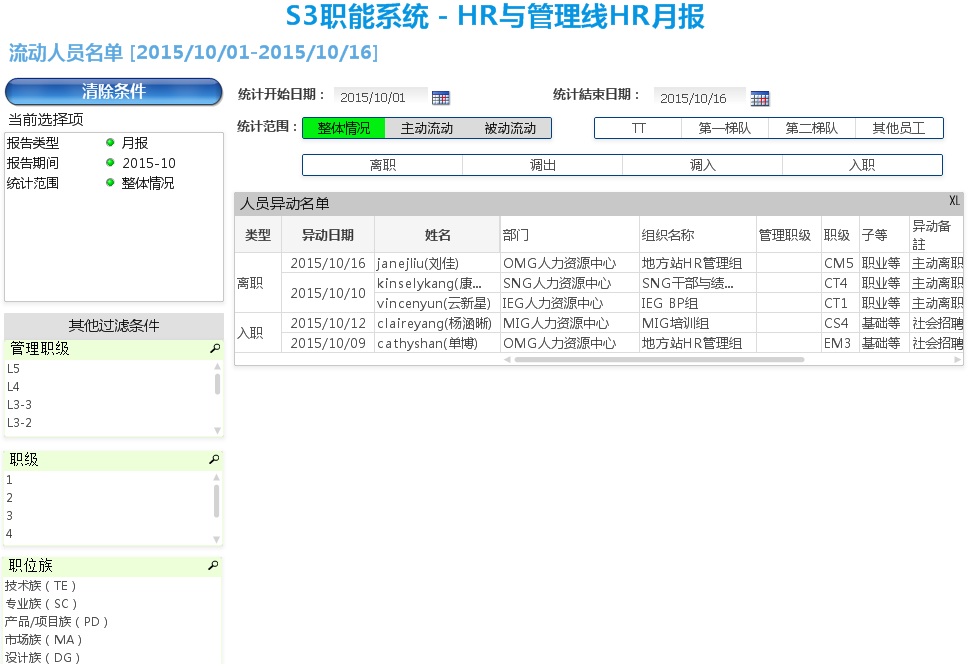 S3职能系统 - HR与管理线HR月报
流动人员名单 [2015/10/01-2015/10/16]
清除条件
统计开始日期： 2015/10/01 统计结束日期： 2015/10/16
当前选择项
统计范围： 整体情况 主动流动 被动流动 TT 第一梯队 第二梯队 其他员工
报告类型 月报
报告期间 2015-10
统计范围 整体情况
离职 调出 调入 入职
人员异动名单 XL
类型 异动日期 姓名 部门 组织名称 管理职级 职级 子等 异动备
註
离职 2015/10/16 janejliu(刘佳) OMG人力资源中心 地方站HR管理组 CM5 职业等 主动离职
2015/10/10 kinselykang(康... SNG人力资源中心 SNG干部与绩... CT4 职业等 主动离职
vincenyun(云新星) IEG人力资源中心 IEG BP组 CT1 职业等 主动离职
入职 2015/10/12 claireyang(杨涵晰) MIG人力资源中心 MIG培训组 CS4 基础等 社会招聘
2015/10/09 cathyshan(单博) OMG人力资源中心 地方站HR管理组 EM3 基础等 社会招聘
其他过滤条件
管理职级
L5
L4
L3-3
L3-2
职级
1
2
3
4
职位族
技术族（TE）
专业族（SC）
产品/项目族（PD）
市场族（MA）
设计族（DG）